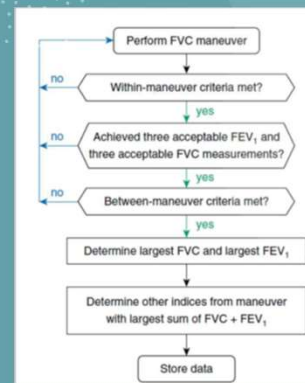 Perform FVC maneuver
no
Within-maneuver criteria met?
yes
no
Achieved three acceptable FEV₁ and
three acceptable FVC measurements?
yes
no
Between-maneuver criteria met?
yes
Determine largest FVC and largest FEV₁
Determine other indices from maneuver
with largest sum of FVC + FEV₁
Store data